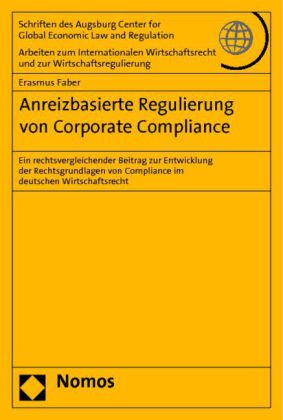 Schriften des Augsburg Center for
Global Economic Law and Regulation
Arbeiten zum Internationalen Wirtschaftsrecht
und zur Wirtschaftsregulierung
Erasmus Faber
Anreizbasierte Regulierung
von Corporate Compliance
Ein rechtsvergleichender Beitrag zur Entwicklung
der Rechtsgrundlagen von Compliance im
deutschen Wirtschaftsrecht
Nomos